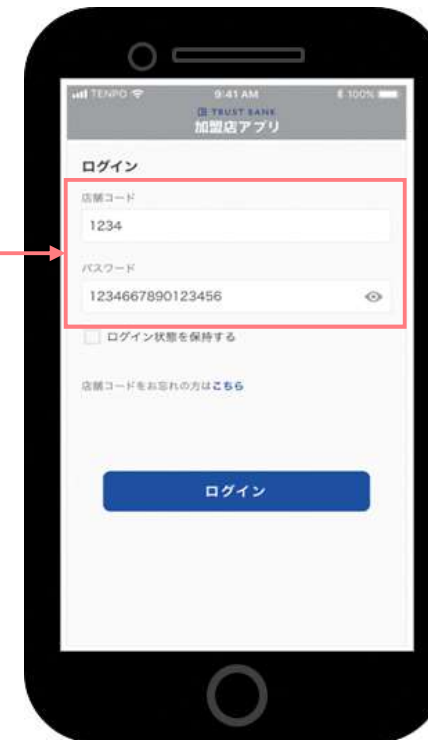 TENPO
9:41 AM
100%
TRUST BANK
加盟店アプリ
ログイン
店舗コード
1234
パスワード
1234667890123456
ログイン状態を保持する
店舗コードをお忘れの方はこちら
ログイン